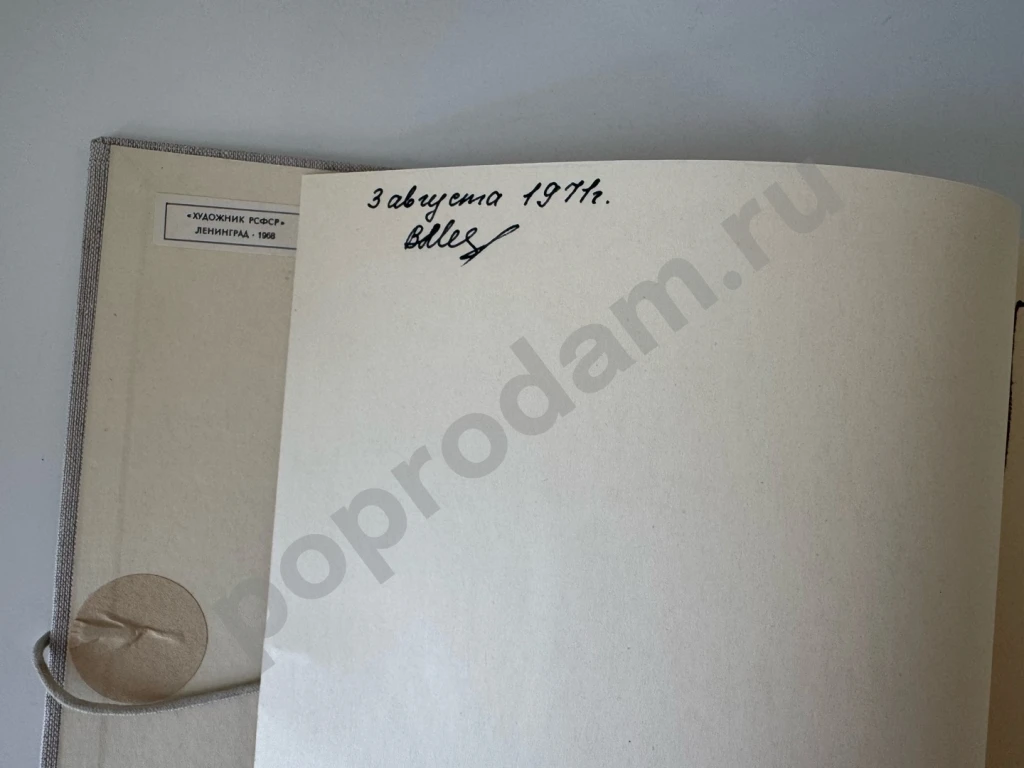 «ХУДОЖНИК РСФСР»
ЛЕНИНГРАД · 1968
3 августа 1971г.
poprodam.ru